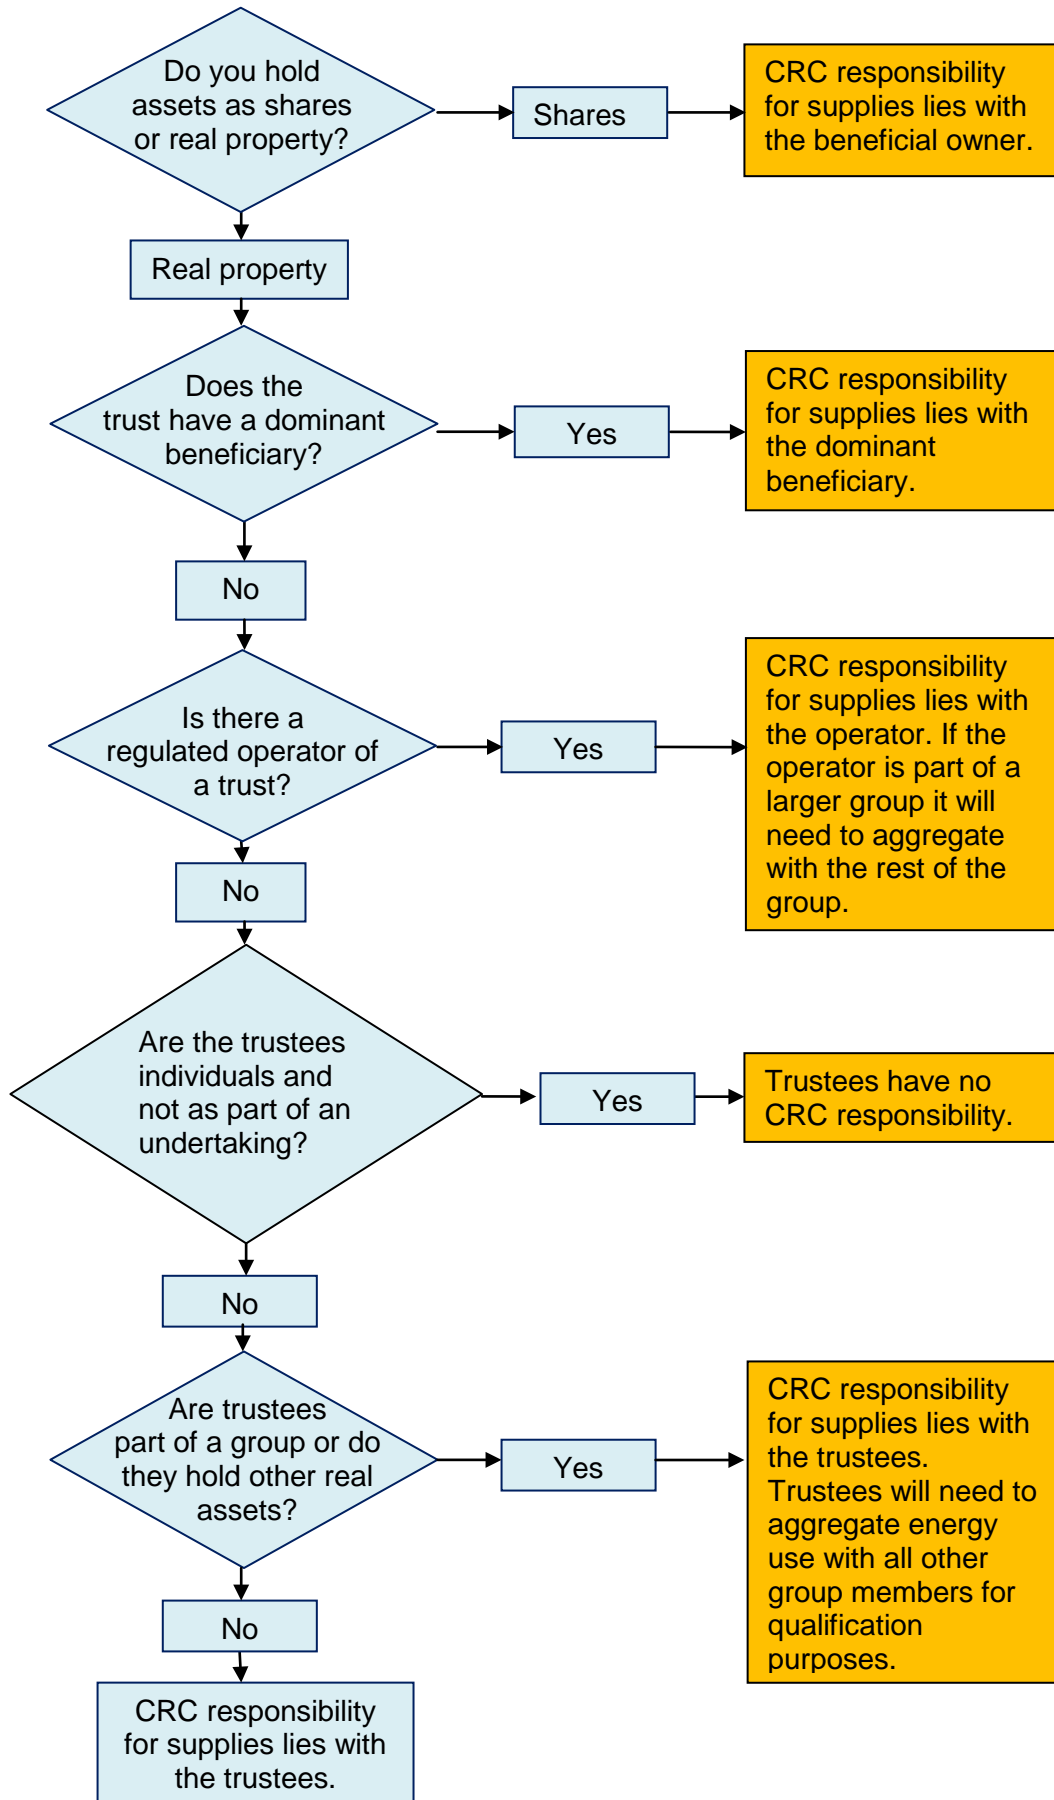 Do you hold
assets as shares
or real property?
Shares
CRC responsibility
for supplies lies with
the beneficial owner.
Real property
Does the
trust have a dominant
beneficiary?
Yes
CRC responsibility
for supplies lies with
the dominant
beneficiary.
No
Is there a
regulated operator of
a trust?
Yes
CRC responsibility
for supplies lies with
the operator. If the
operator is part of a
larger group it will
need to aggregate
with the rest of the
group.
No
Are the trustees
individuals and
not as part of an
undertaking?
Yes
Trustees have no
CRC responsibility.
No
Are trustees
part of a group or do
they hold other real
assets?
Yes
CRC responsibility
for supplies lies with
the trustees.
Trustees will need to
aggregate energy
use with all other
group members for
qualification
purposes.
No
CRC responsibility
for supplies lies with
the trustees.